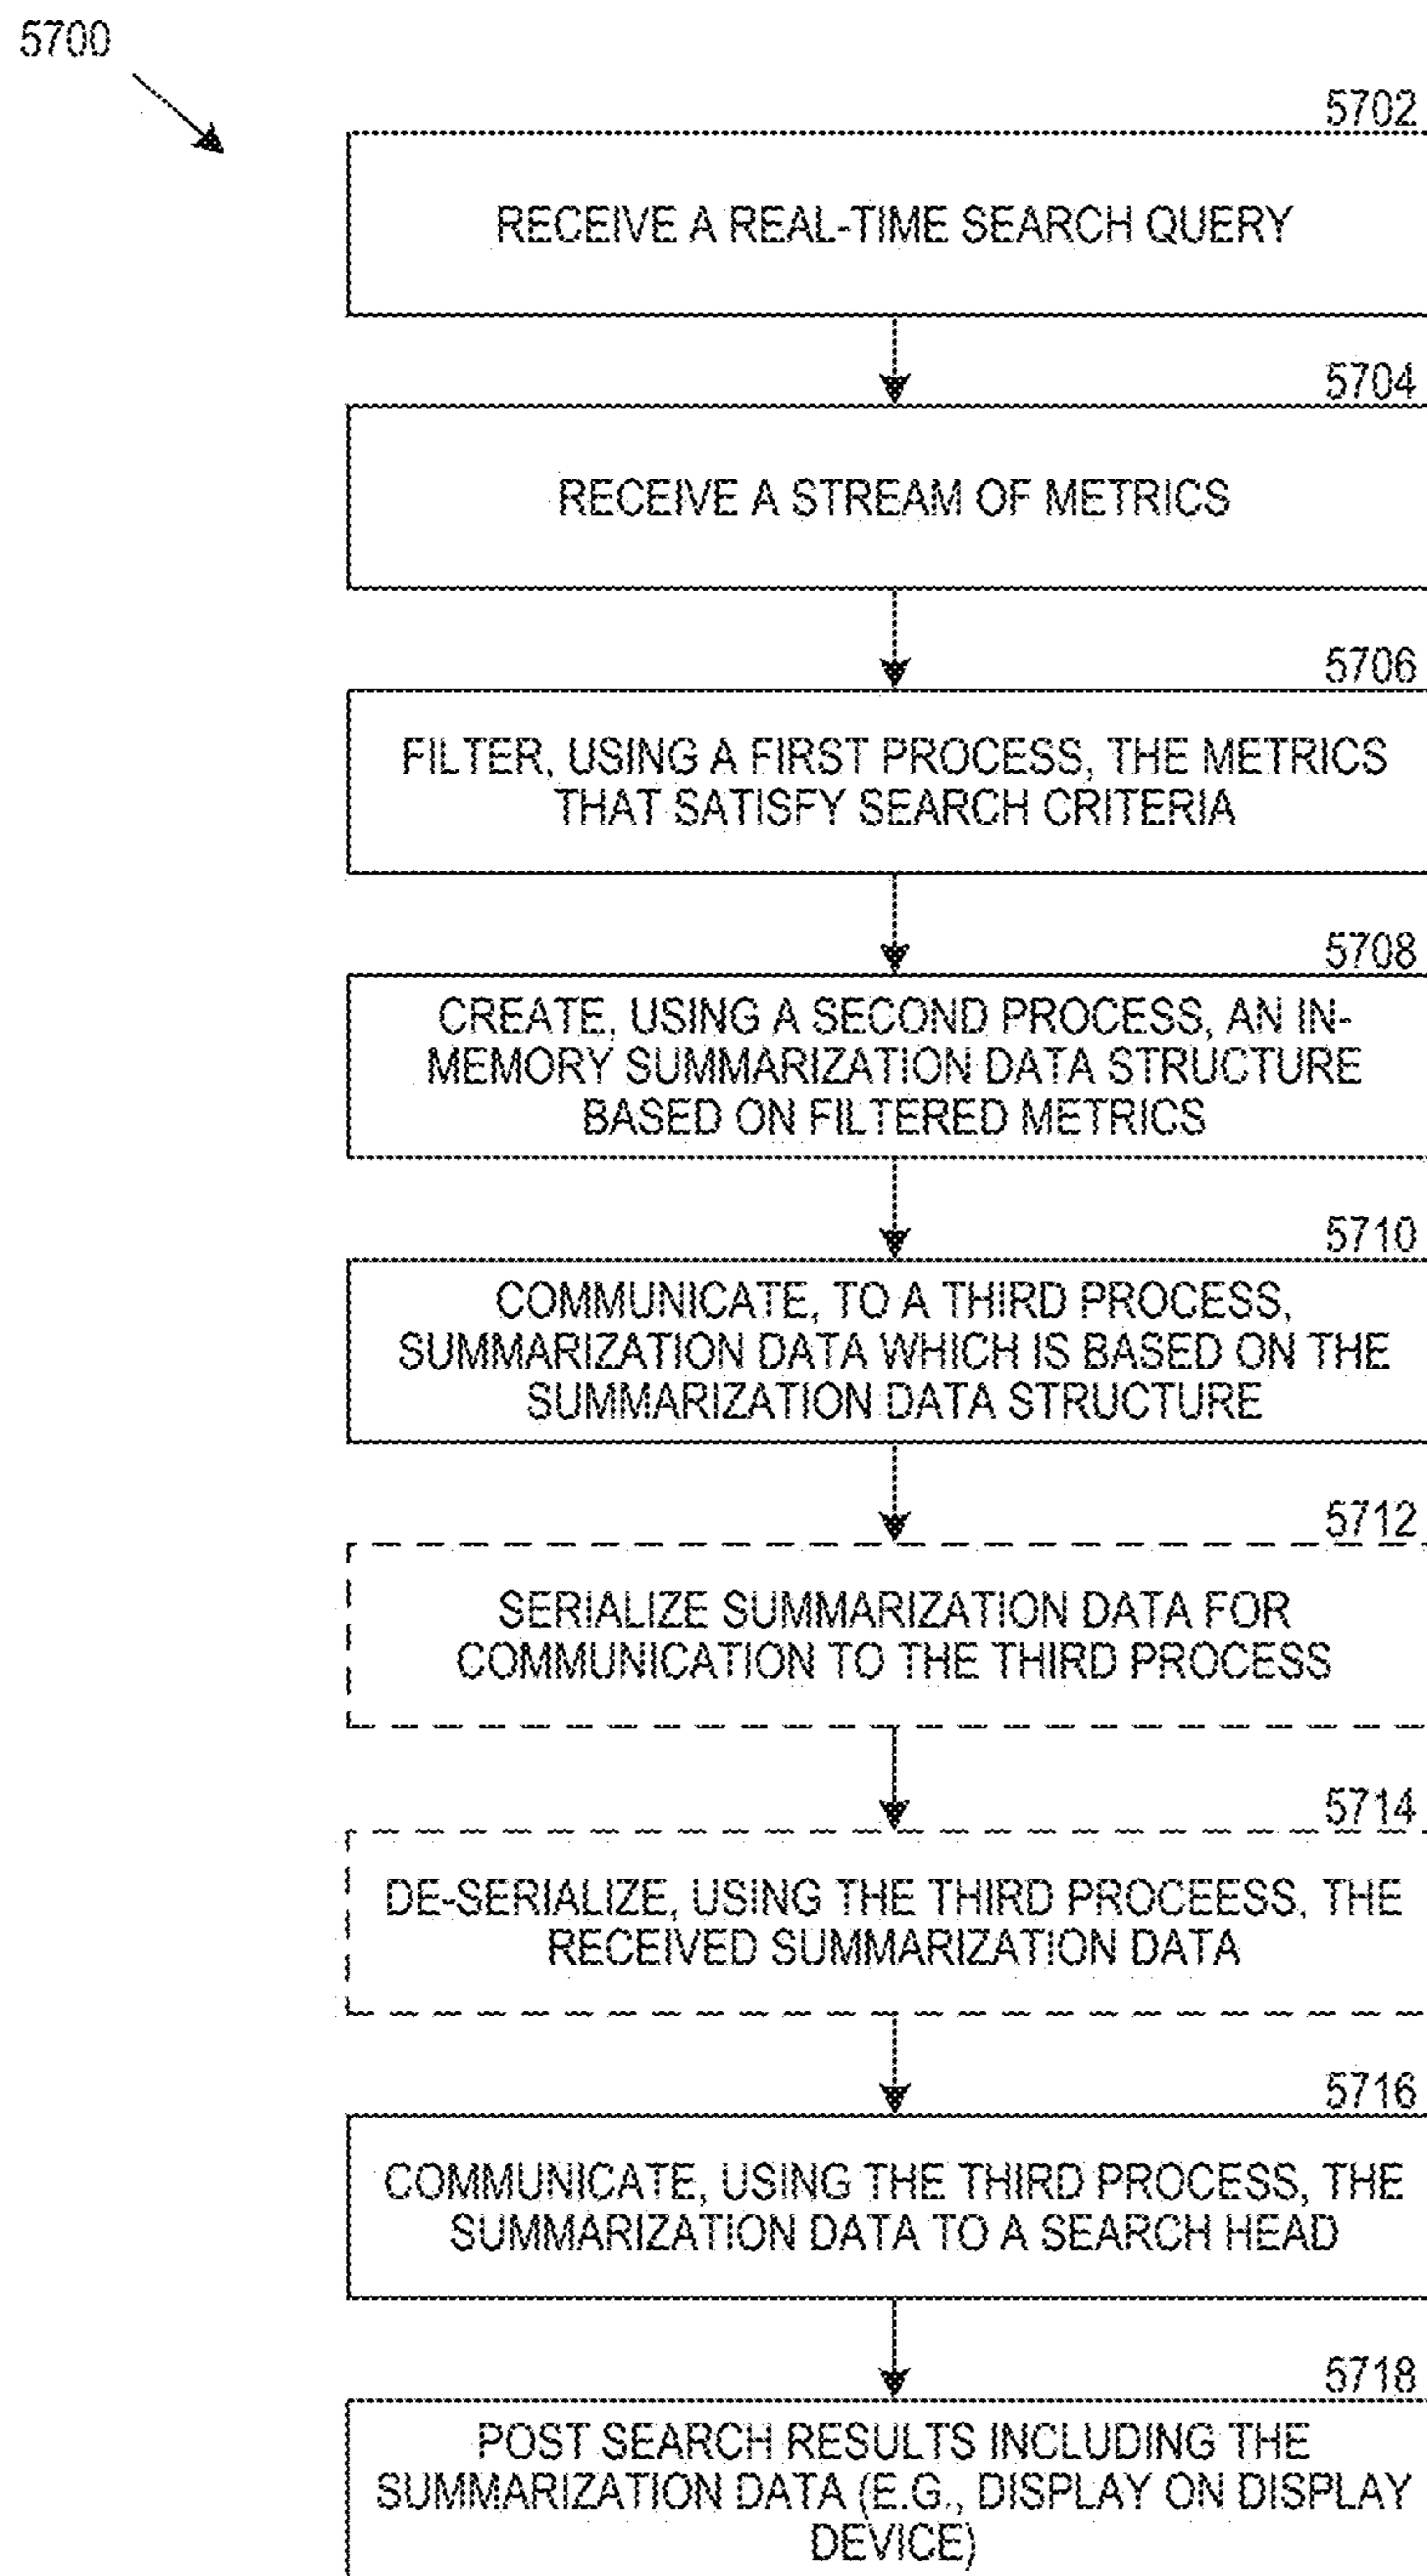 5700
5702
RECEIVE A REAL-TIME SEARCH QUERY
5704
RECEIVE A STREAM OF METRICS
5706
FILTER, USING A FIRST PROCESS, THE METRICS
THAT SATISFY SEARCH CRITERIA
5708
CREATE, USING A SECOND PROCESS, AN IN-
MEMORY SUMMARIZATION DATA STRUCTURE
BASED ON FILTERED METRICS
5710
COMMUNICATE, TO A THIRD PROCESS,
SUMMARIZATION DATA WHICH IS BASED ON THE
SUMMARIZATION DATA STRUCTURE
5712
SERIALIZE SUMMARIZATION DATA FOR
COMMUNICATION TO THE THIRD PROCESS
5714
DE-SERIALIZE, USING THE THIRD PROCEESS, THE
RECEIVED SUMMARIZATION DATA
5716
COMMUNICATE, USING THE THIRD PROCESS, THE
SUMMARIZATION DATA TO A SEARCH HEAD
5718
POST SEARCH RESULTS INCLUDING THE
SUMMARIZATION DATA (E.G., DISPLAY ON DISPLAY
DEVICE)